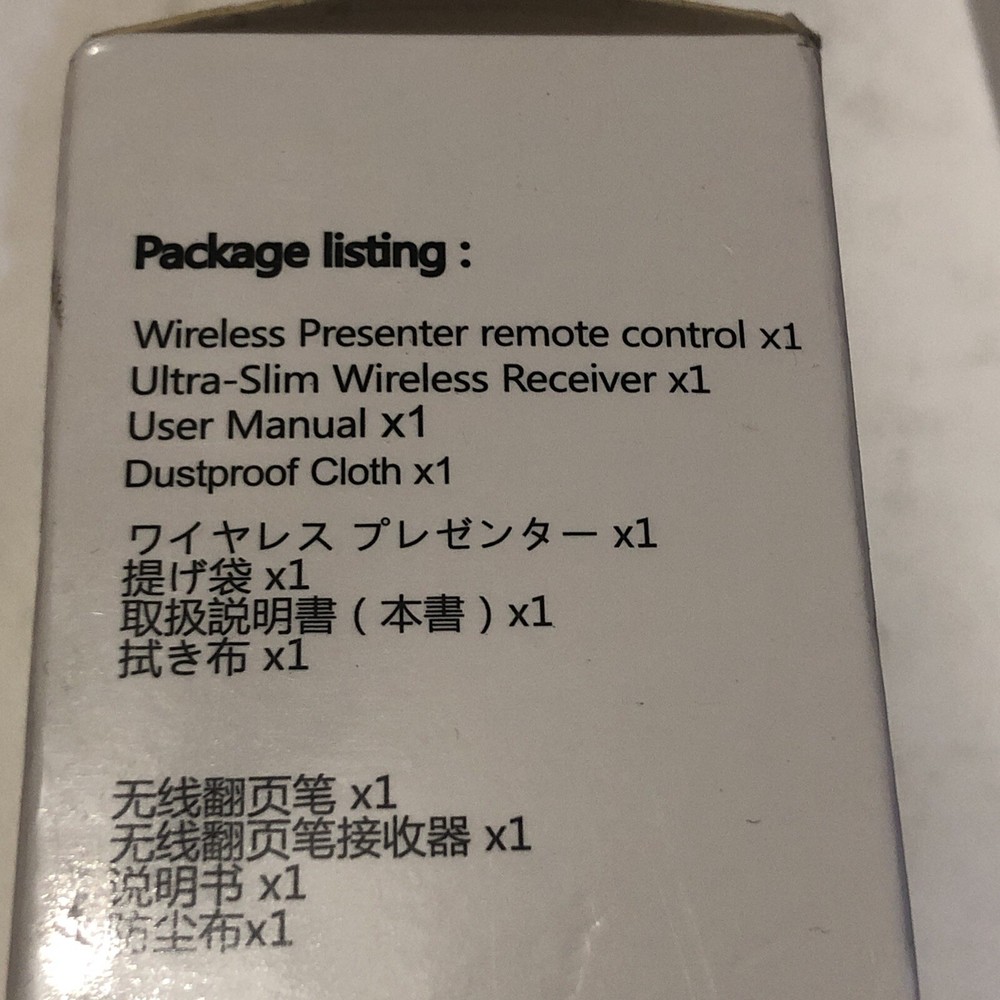 Package listing :
Wireless Presenter remote control x1
Ultra-Slim Wireless Receiver x1
User Manual x1
Dustproof Cloth x1
ワイヤレス プレゼンター x1
提げ袋 x1
取扱説明書 ( 本書 ) x1
拭き布 x1
无线翻页笔 x1
无线翻页笔接收器 x1
说明书 x1
防尘布x1